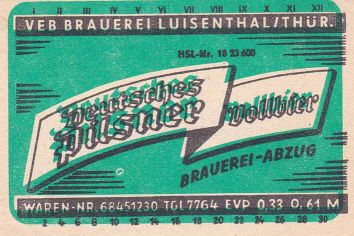 I II III IV V VI VII VIII IX X XI XII
VEB BRAUEREI LUISENTHAL/THÜR.
HSL-Nr. 18 23 600
Deutsches
Pilsner
Vollbier
BRAUEREI-ABZUG
WAREN-NR. 68451230 TGL 7764 EVP 0,33 0,61 M
2 4 6 8 10 12 14 16 18 20 22 24 26 28 30